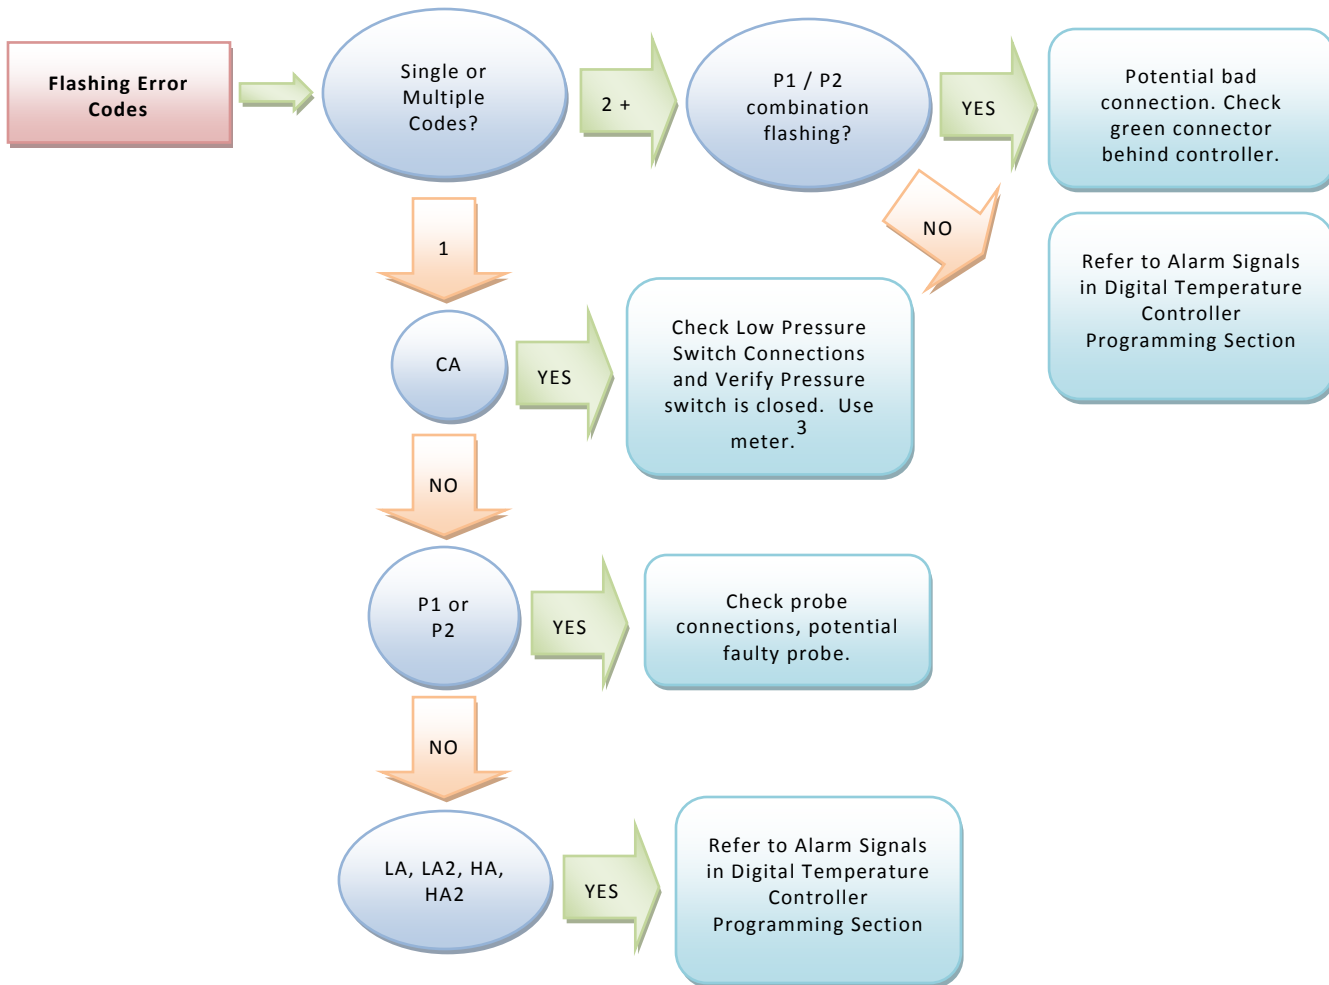 Flashing Error
Codes
Single or
Multiple
Codes?
2 +
P1 / P2
combination
flashing?
YES
Potential bad
connection. Check
green connector
behind controller.
NO
Refer to Alarm Signals
in Digital Temperature
Controller
Programming Section
1
CA
YES
Check Low Pressure
Switch Connections
and Verify Pressure
switch is closed.  Use
meter.3
NO
P1 or
P2
YES
Check probe
connections, potential
faulty probe.
NO
LA, LA2, HA,
HA2
YES
Refer to Alarm Signals
in Digital Temperature
Controller
Programming Section